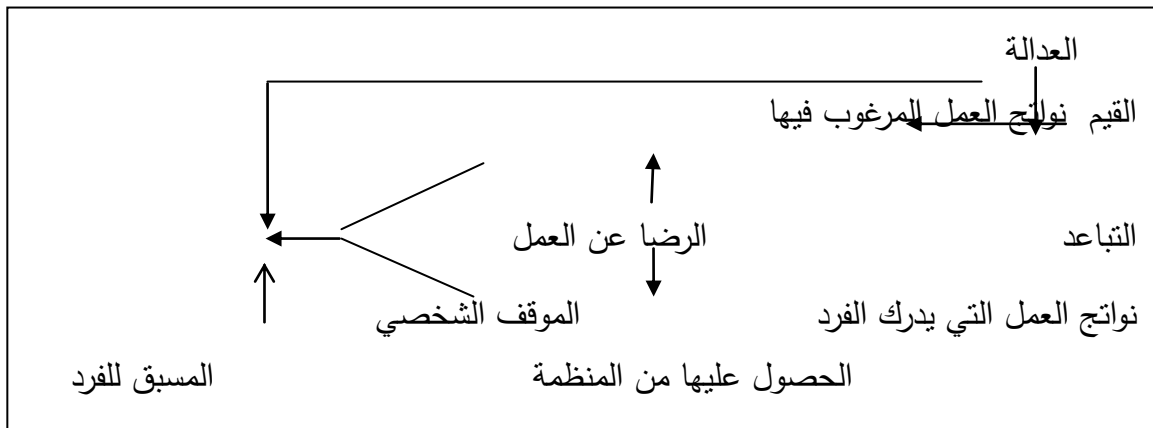 العدالة
القيم نواتج العمل المرغوب فيها
التباعد الرضا عن العمل
نواتج العمل التي يدرك الفرد الموقف الشخصي
الحصول عليها من المنظمة المسبق للفرد